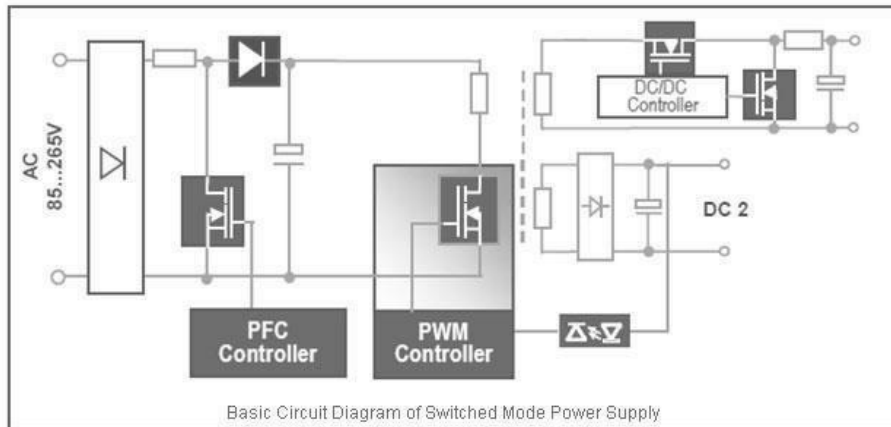 AC
85...265V
DC/DC
Controller
DC 2
PFC
Controller
PWM
Controller
Basic Circuit Diagram of Switched Mode Power Supply